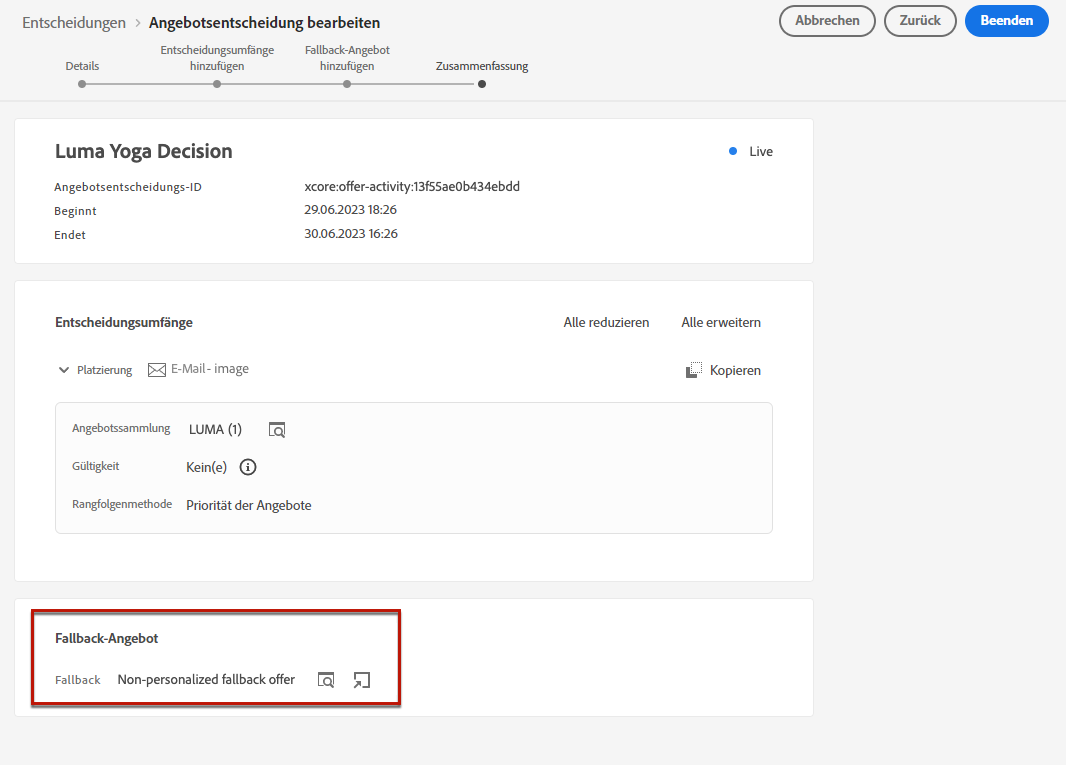 Entscheidungen > Angebotsentscheidung bearbeiten
Abbrechen Zurück Beenden
Details
Entscheidungsumfänge
hinzufügen
Fallback-Angebot
hinzufügen
Zusammenfassung
Luma Yoga Decision
Live
Angebotsentscheidungs-ID xcore:offer-activity:13f55ae0b434ebdd
Beginnt 29.06.2023 18:26
Endet 30.06.2023 16:26
Entscheidungsumfänge Alle reduzieren Alle erweitern
Platzierung E-Mail- image Kopieren
Angebotssammlung LUMA (1)
Gültigkeit Kein(e)
Rangfolgenmethode Priorität der Angebote
Fallback-Angebot
Fallback Non-personalized fallback offer